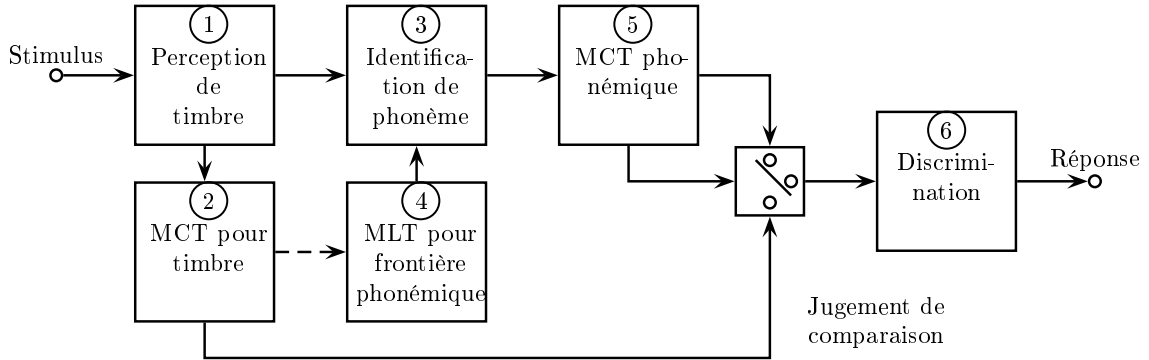 Stimulus
1
Perception
de
timbre
3
Identifica-
tion de
phonème
5
MCT pho-
némique
6
Discrimi-
nation
Réponse
2
MCT pour
timbre
4
MLT pour
frontière
phonémique
Jugement de
comparaison